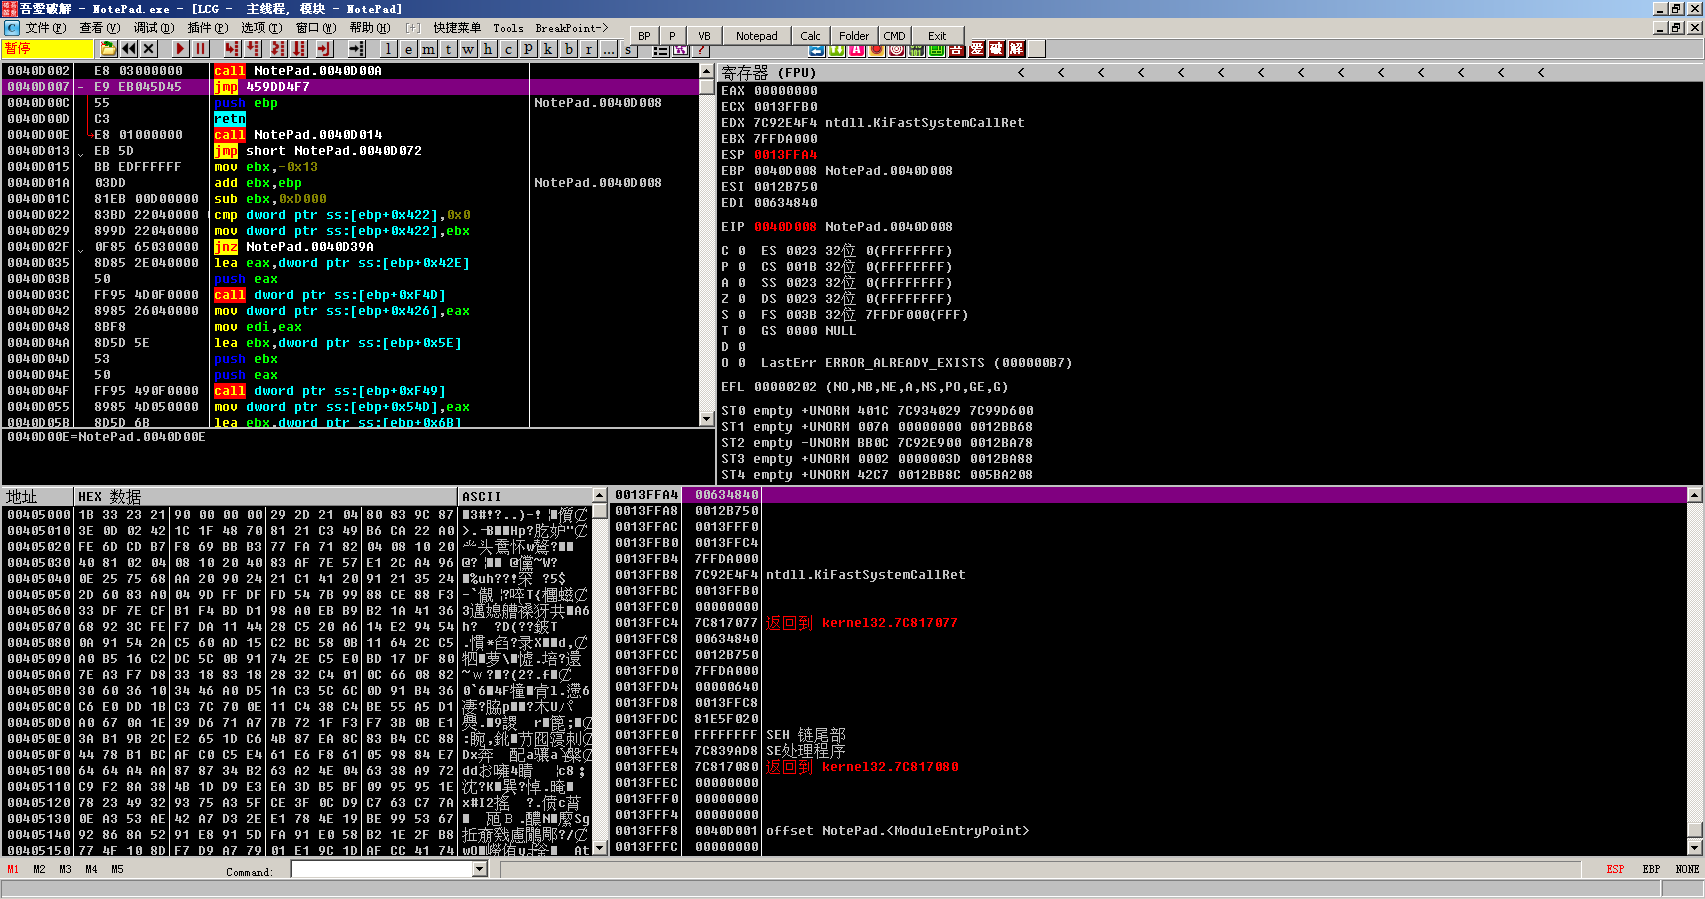 吾爱破解 - NotePad.exe - [LCG - 主线程, 模块 - NotePad]
文件(F) 查看(V) 调试(D) 插件(P) 选项(T) 窗口(W) 帮助(H) [+] 快捷菜单 Tools BreakPoint->
BP P VB Notepad Calc Folder CMD Exit
暂停
l e m t w h c p k b r ... s
吾 爱 破 解
0040D002 E8 03000000 call NotePad.0040D00A
0040D007 - E9 EB045D45 jmp 459DD4F7
0040D00C 55 push ebp NotePad.0040D008
0040D00D C3 retn
0040D00E E8 01000000 call NotePad.0040D014
0040D013 EB 5D jmp short NotePad.0040D072
0040D015 BB EDFFFFFF mov ebx,-0x13
0040D01A 03DD add ebx,ebp NotePad.0040D008
0040D01C 81EB 00D00000 sub ebx,0xD000
0040D022 83BD 22040000 cmp dword ptr ss:[ebp+0x422],0x0
0040D029 899D 22040000 mov dword ptr ss:[ebp+0x422],ebx
0040D02F 0F85 65030000 jnz NotePad.0040D39A
0040D035 8D85 2E040000 lea eax,dword ptr ss:[ebp+0x42E]
0040D03B 50 push eax
0040D03C FF95 4D0F0000 call dword ptr ss:[ebp+0xF4D]
0040D042 8985 26040000 mov dword ptr ss:[ebp+0x426],eax
0040D048 8BF8 mov edi,eax
0040D04A 8D5D 5E lea ebx,dword ptr ss:[ebp+0x5E]
0040D04D 53 push ebx
0040D04E 50 push eax
0040D04F FF95 490F0000 call dword ptr ss:[ebp+0xF49]
0040D055 8985 4D050000 mov dword ptr ss:[ebp+0x54D],eax
0040D05B 8D5D 6B lea ebx,dword ptr ss:[ebp+0x6B]
0040D00E=NotePad.0040D00E
寄存器 (FPU) < < < < < < < < < < < < < <
EAX 00000000
ECX 0013FFB0
EDX 7C92E4F4 ntdll.KiFastSystemCallRet
EBX 7FFDA000
ESP 0013FFA4
EBP 0040D008 NotePad.0040D008
ESI 0012B750
EDI 00634840
EIP 0040D008 NotePad.0040D008
C 0 ES 0023 32位 0(FFFFFFFF)
P 0 CS 001B 32位 0(FFFFFFFF)
A 0 SS 0023 32位 0(FFFFFFFF)
Z 0 DS 0023 32位 0(FFFFFFFF)
S 0 FS 003B 32位 7FFDF000(FFF)
T 0 GS 0000 NULL
D 0
O 0 LastErr ERROR_ALREADY_EXISTS (000000B7)
EFL 00000202 (NO,NB,NE,A,NS,PO,GE,G)
ST0 empty +UNORM 401C 7C934029 7C99D600
ST1 empty +UNORM 007A 00000000 0012BB68
ST2 empty -UNORM BB0C 7C92E900 0012BA78
ST3 empty +UNORM 0002 0000003D 0012BA88
ST4 empty +UNORM 42C7 0012BB8C 005BA208
地址 HEX 数据 ASCII
00405000 1B 33 23 21 90 00 00 00 29 2D 21 04 80 83 9C 87
00405010 3E 0D 02 42 1C 1F 48 70 81 21 C3 49 B6 CA 22 A0
00405020 FE 6D CD B7 F8 69 BB B3 77 FA 71 82 04 08 10 20
00405030 40 81 02 04 08 10 20 40 83 AF 7E 57 E1 2C A4 96
00405040 0E 25 75 68 AA 20 90 24 21 C1 41 20 91 21 35 24
00405050 2D 60 83 A0 04 9D FF DF FD 54 7B 99 88 CE 88 F3
00405060 33 DF 7E CF B1 F4 BD D1 98 A0 EB B9 B2 1A 41 36
00405070 68 92 3C FE F7 DA 11 44 28 C5 20 A6 14 E2 94 54
00405080 0A 91 54 2A C5 60 AD 15 C2 BC 58 0B 11 64 2C C5
00405090 A0 B5 16 C2 DC 5C 0B 91 74 2E C5 E0 BD 17 DF 80
004050A0 7E A3 F7 D8 33 18 83 18 28 32 C4 01 0C 66 08 82
004050B0 30 60 36 10 34 46 A0 D5 1A C3 5C 6C 0D 91 B4 36
004050C0 C6 E0 DD 1B C3 7C 70 0E 11 C4 38 C4 BE 55 A5 D1
004050D0 A0 67 0A 1E 39 D6 71 A7 7B 72 1F F3 F7 3B 0B E1
004050E0 3A B1 9B 2C E2 65 1D C6 4B 87 EA 8C 83 B4 CC 88
004050F0 44 78 B1 BC AF C0 C5 E4 61 E6 F8 61 05 98 84 E7
00405100 64 64 A4 AA 87 87 34 B2 63 A2 4E 04 63 38 A9 72
00405110 C9 F2 8A 38 4B 1D D9 E3 EA 3D B5 BF 09 95 95 1E
00405120 78 23 49 32 93 75 A3 5F CE 3F 0C D9 C7 63 C7 7A
00405130 0E A3 53 AE 42 A7 D3 2E E1 78 4E 19 BE 99 53 67
00405140 92 86 8A 52 91 E8 91 5D FA 91 E0 58 B2 1E 2F B8
00405150 77 4F 10 8D F7 D9 A7 79 01 E1 9C 1D AF CC 41 74
0013FFA4 00634840
0013FFA8 0012B750
0013FFAC 0013FFF0
0013FFB0 0013FFC4
0013FFB4 7FFDA000
0013FFB8 7C92E4F4 ntdll.KiFastSystemCallRet
0013FFBC 0013FFB0
0013FFC0 00000000
0013FFC4 7C817077 返回到 kernel32.7C817077
0013FFC8 00634840
0013FFCC 0012B750
0013FFD0 7FFDA000
0013FFD4 00000640
0013FFD8 0013FFC8
0013FFDC 81E5F020
0013FFE0 FFFFFFFF SEH 链尾部
0013FFE4 7C839AD8 SE处理程序
0013FFE8 7C817080 返回到 kernel32.7C817080
0013FFEC 00000000
0013FFF0 00000000
0013FFF4 00000000
0013FFF8 0040D001 offset NotePad.<ModuleEntryPoint>
0013FFFC 00000000
M1 M2 M3 M4 M5 Command: ESP EBP NONE